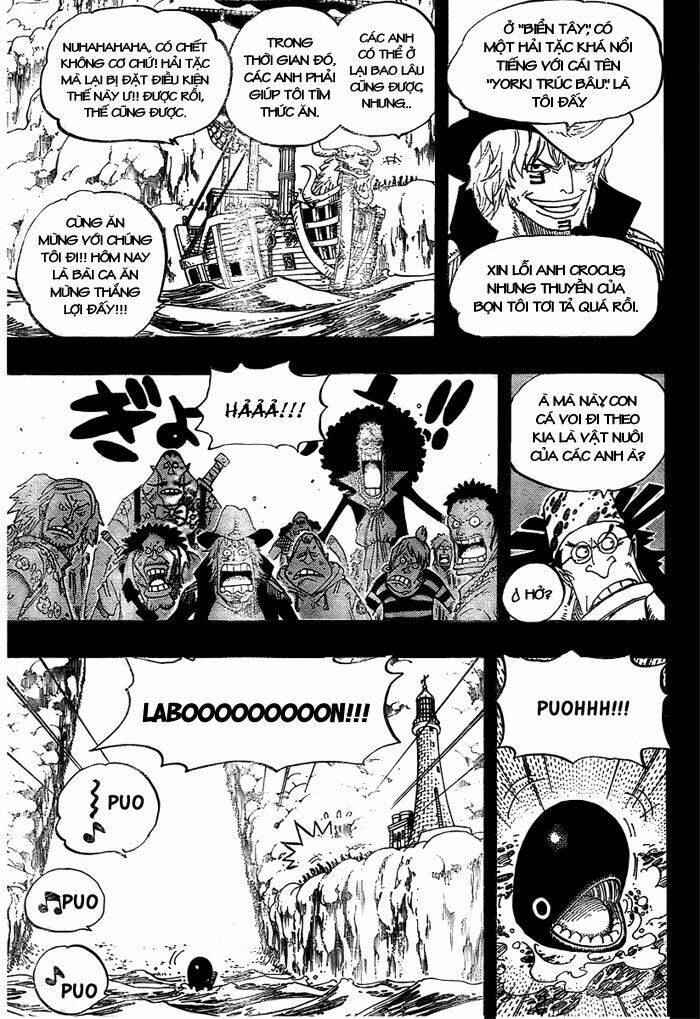 Ở "BIỂN TÂY", CÓ
MỘT HẢI TẶC KHÁ NỔI
TIẾNG VỚI CÁI TÊN
"YORKI TRÚC BÂU." LÀ
TÔI ĐẤY.
XIN LỖI ANH CROCUS,
NHƯNG THUYỀN CỦA
BỌN TÔI TƠI TẢ QUÁ RỒI.
CÁC ANH
CÓ THỂ Ở
LẠI BAO LÂU
CŨNG ĐƯỢC,
NHƯNG...
TRONG
THỜI GIAN ĐÓ,
CÁC ANH PHẢI
GIÚP TÔI TÌM
THỨC ĂN.
NUHAHAHAHA, CÓ CHẾT
KHÔNG CƠ CHỨ! HẢI TẶC
MÀ LẠI BỊ ĐẶT ĐIỀU KIỆN
THẾ NÀY Ư!! ĐƯỢC RỒI,
THẾ CŨNG ĐƯỢC.
CÙNG ĂN
MỪNG VỚI CHÚNG
TÔI ĐI!! HÔM NAY
LÀ BÀI CA ĂN
MỪNG THẮNG
LỢI ĐẤY!!!
À MÀ NÀY, CON
CÁ VOI ĐI THEO
KIA LÀ VẬT NUÔI
CỦA CÁC ANH À?
HỞ?
HẢẢẢ!!!
ぎょ
PUOHHH!!!
LABOOOOOOOOON!!!
PUO
PUO
PUO